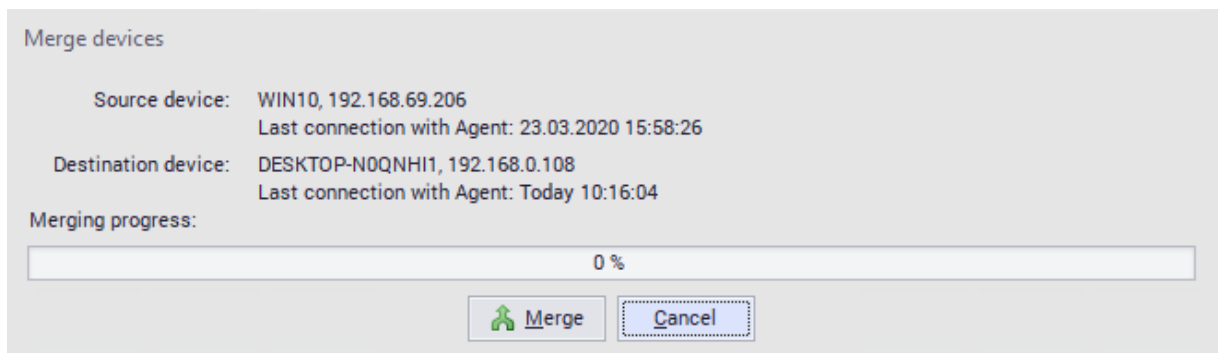 Merge devices
Source device: WIN10, 192.168.69.206
Last connection with Agent: 23.03.2020 15:58:26
Destination device: DESKTOP-N0QNHI1, 192.168.0.108
Last connection with Agent: Today 10:16:04
Merging progress:
0 %
Merge Cancel